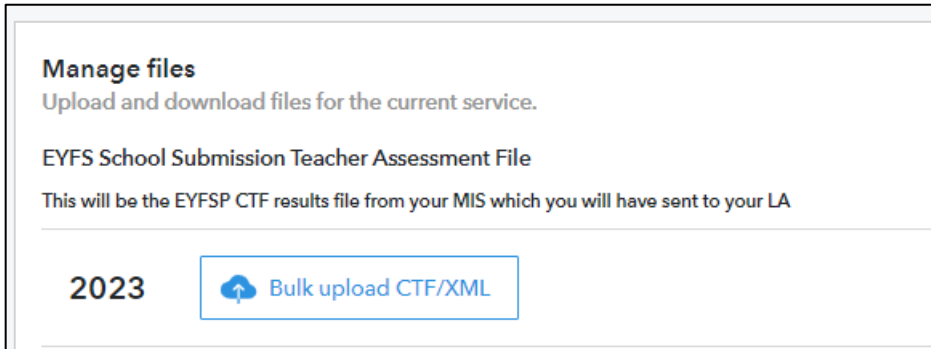 Manage files
Upload and download files for the current service.
EYFS School Submission Teacher Assessment File
This will be the EYFSP CTF results file from your MIS which you will have sent to your LA
2023 Bulk upload CTF/XML